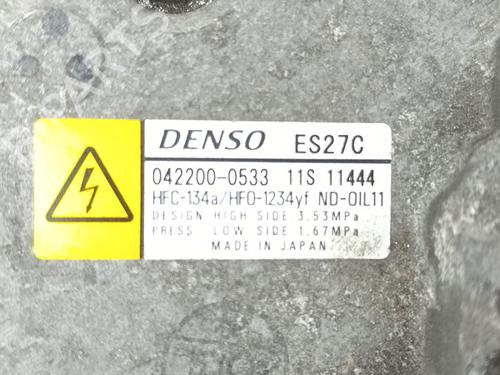 DENSO ES27C
042200-0533 11S 11444
HFC-134a/HFO-1234yf ND-OIL11
DESIGN HIGH SIDE 3.53MPa
PRESS LOW SIDE 1.67MPa
MADE IN JAPAN